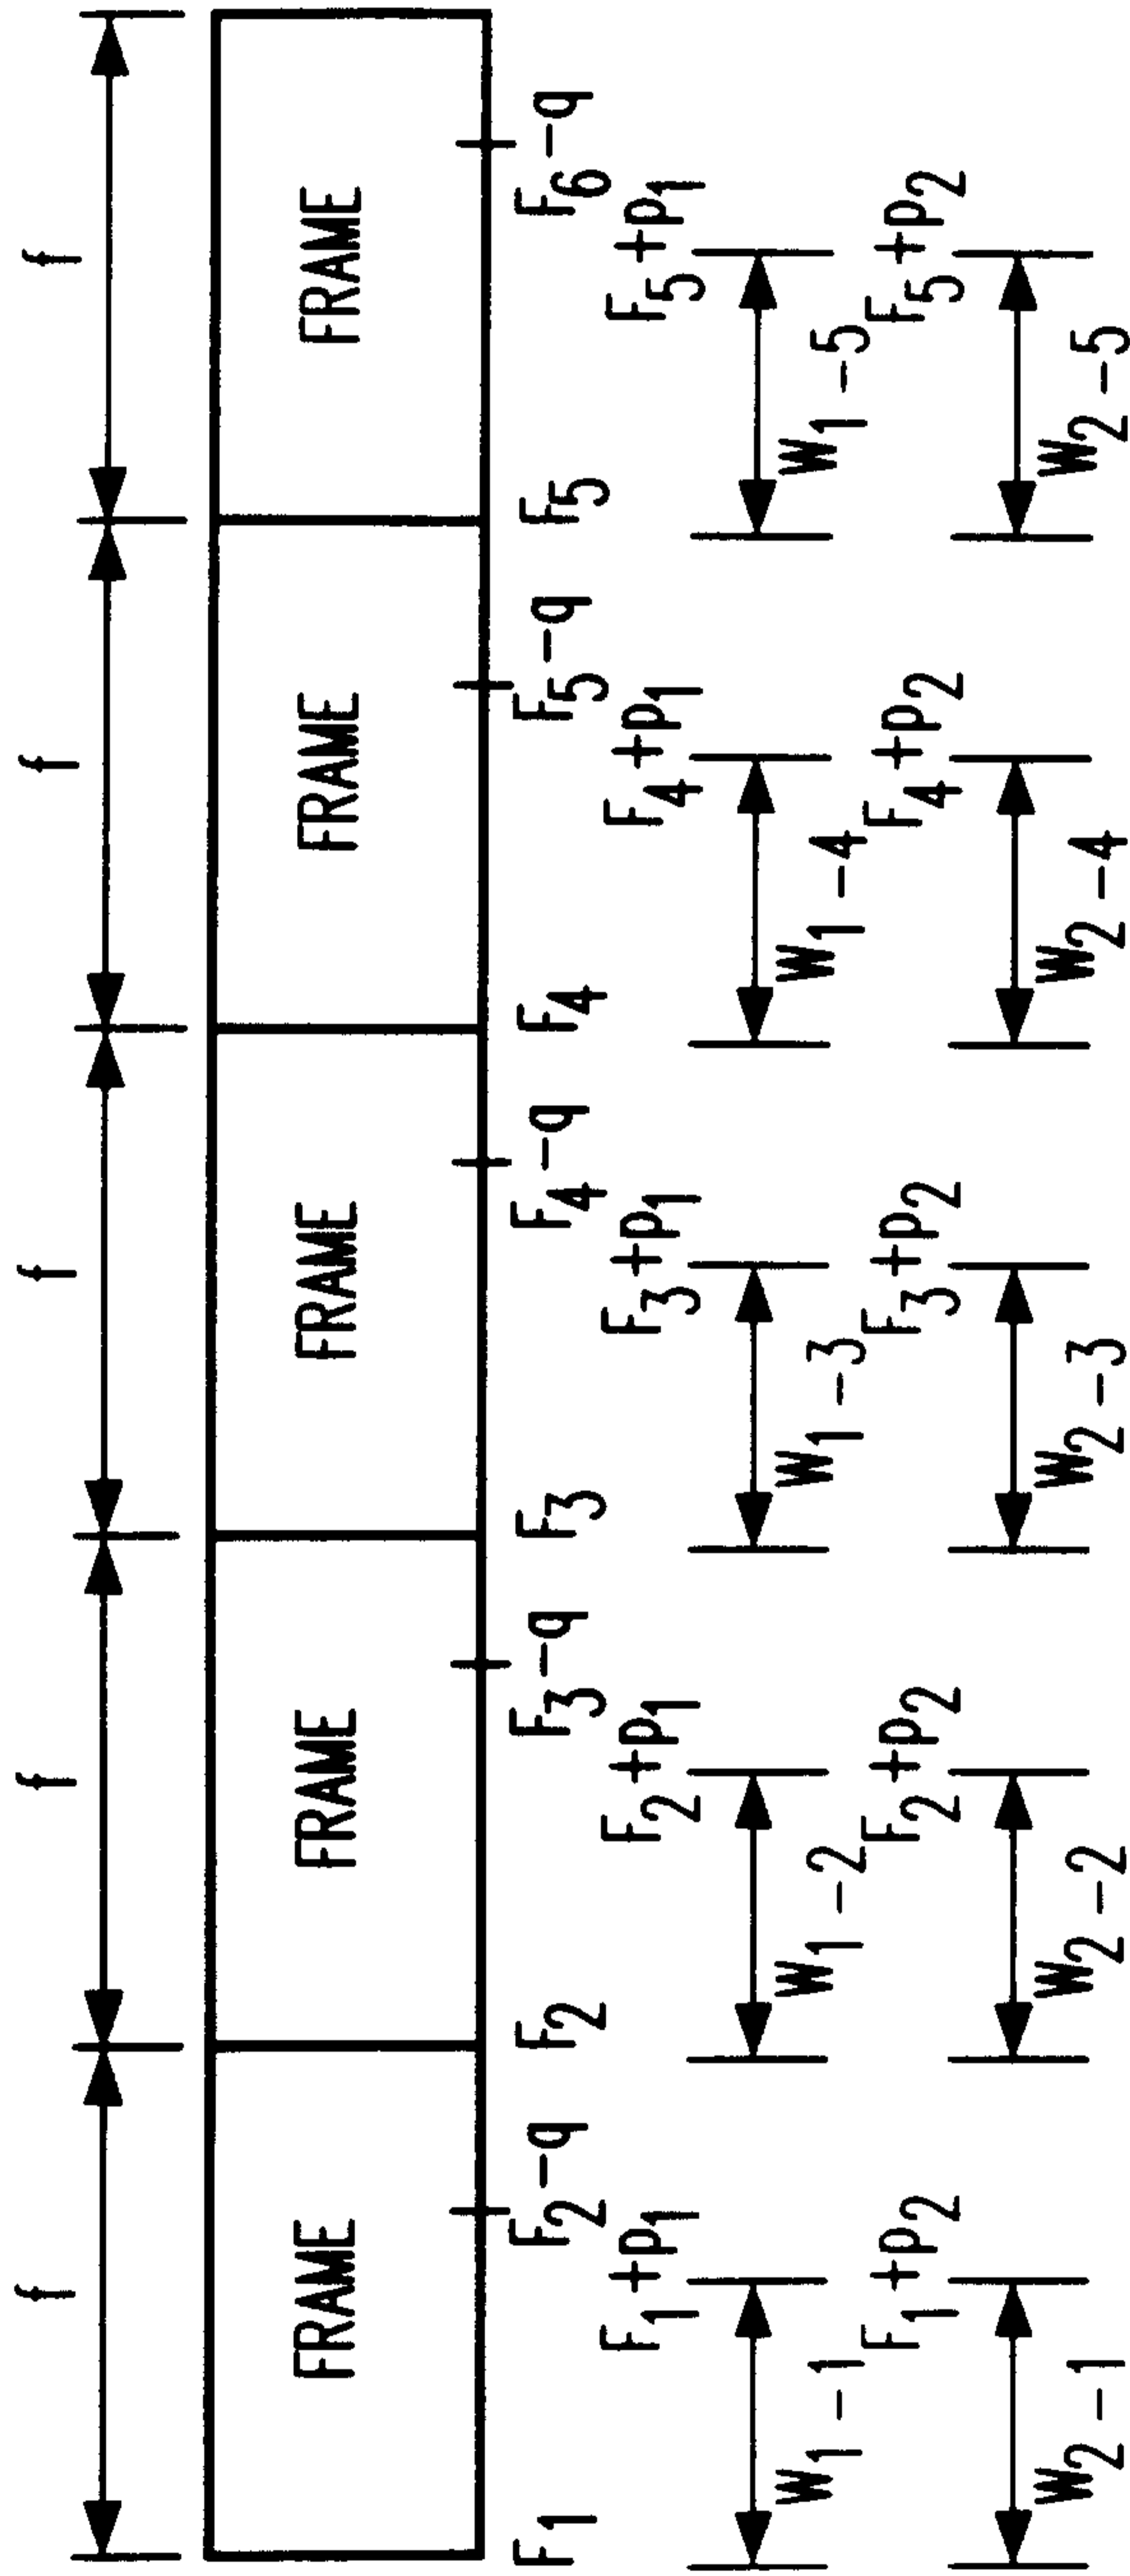 f f f f f
FRAME FRAME FRAME FRAME FRAME
F1 F2-q F2 F3-q F3 F4-q F4 F5-q F5 F6-q
F1+p1 F2+p1 F3+p1 F4+p1 F5+p1
W1-1 W1-2 W1-3 W1-4 W1-5
F1+p2 F2+p2 F3+p2 F4+p2 F5+p2
W2-1 W2-2 W2-3 W2-4 W2-5